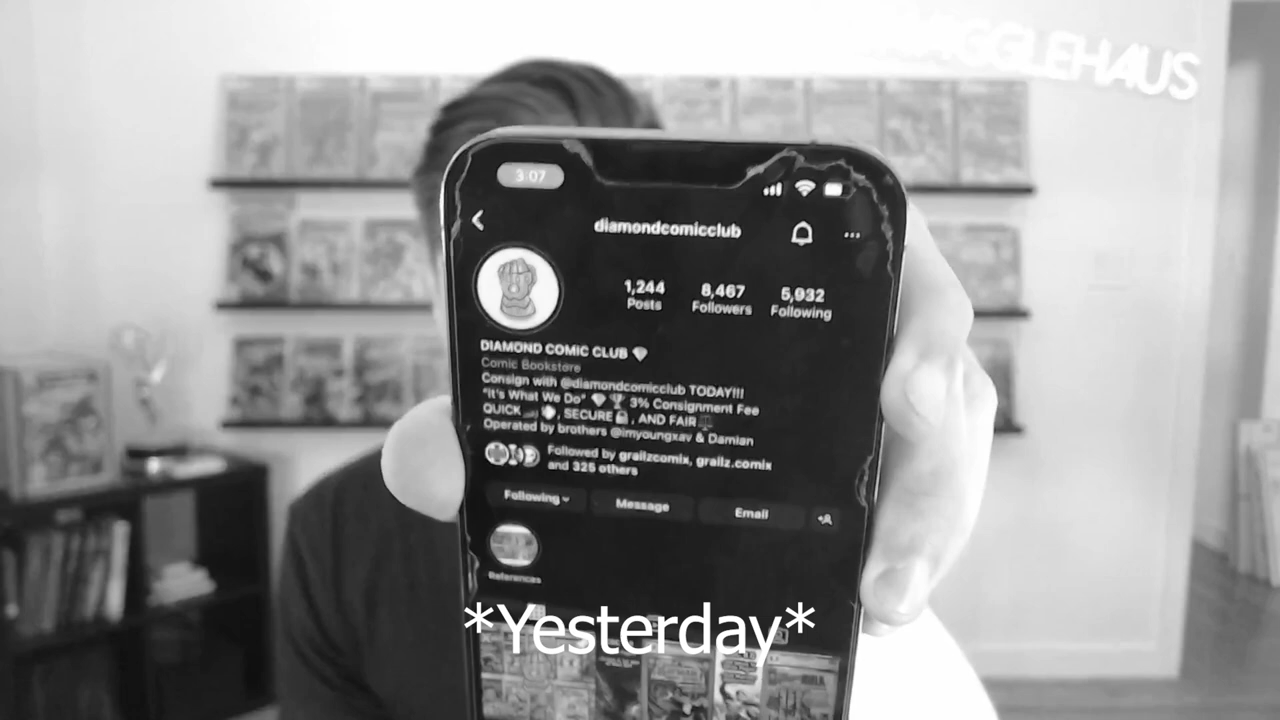 GGLEHAUS
3:07
diamondcomicclub
1,244
Posts
8,467
Followers
5,932
Following
DIAMOND COMIC CLUB 💎
Comic Bookstore
Consign with @diamondcomicclub TODAY!!!
"It's What We Do" 💎 🏆 3% Consignment Fee
QUICK, SECURE 🔒, AND FAIR
Operated by brothers @imyoungxav & Damian
Followed by grailzcomix, grailz.comix
and 325 others
Following
Message
Email
References
*Yesterday*